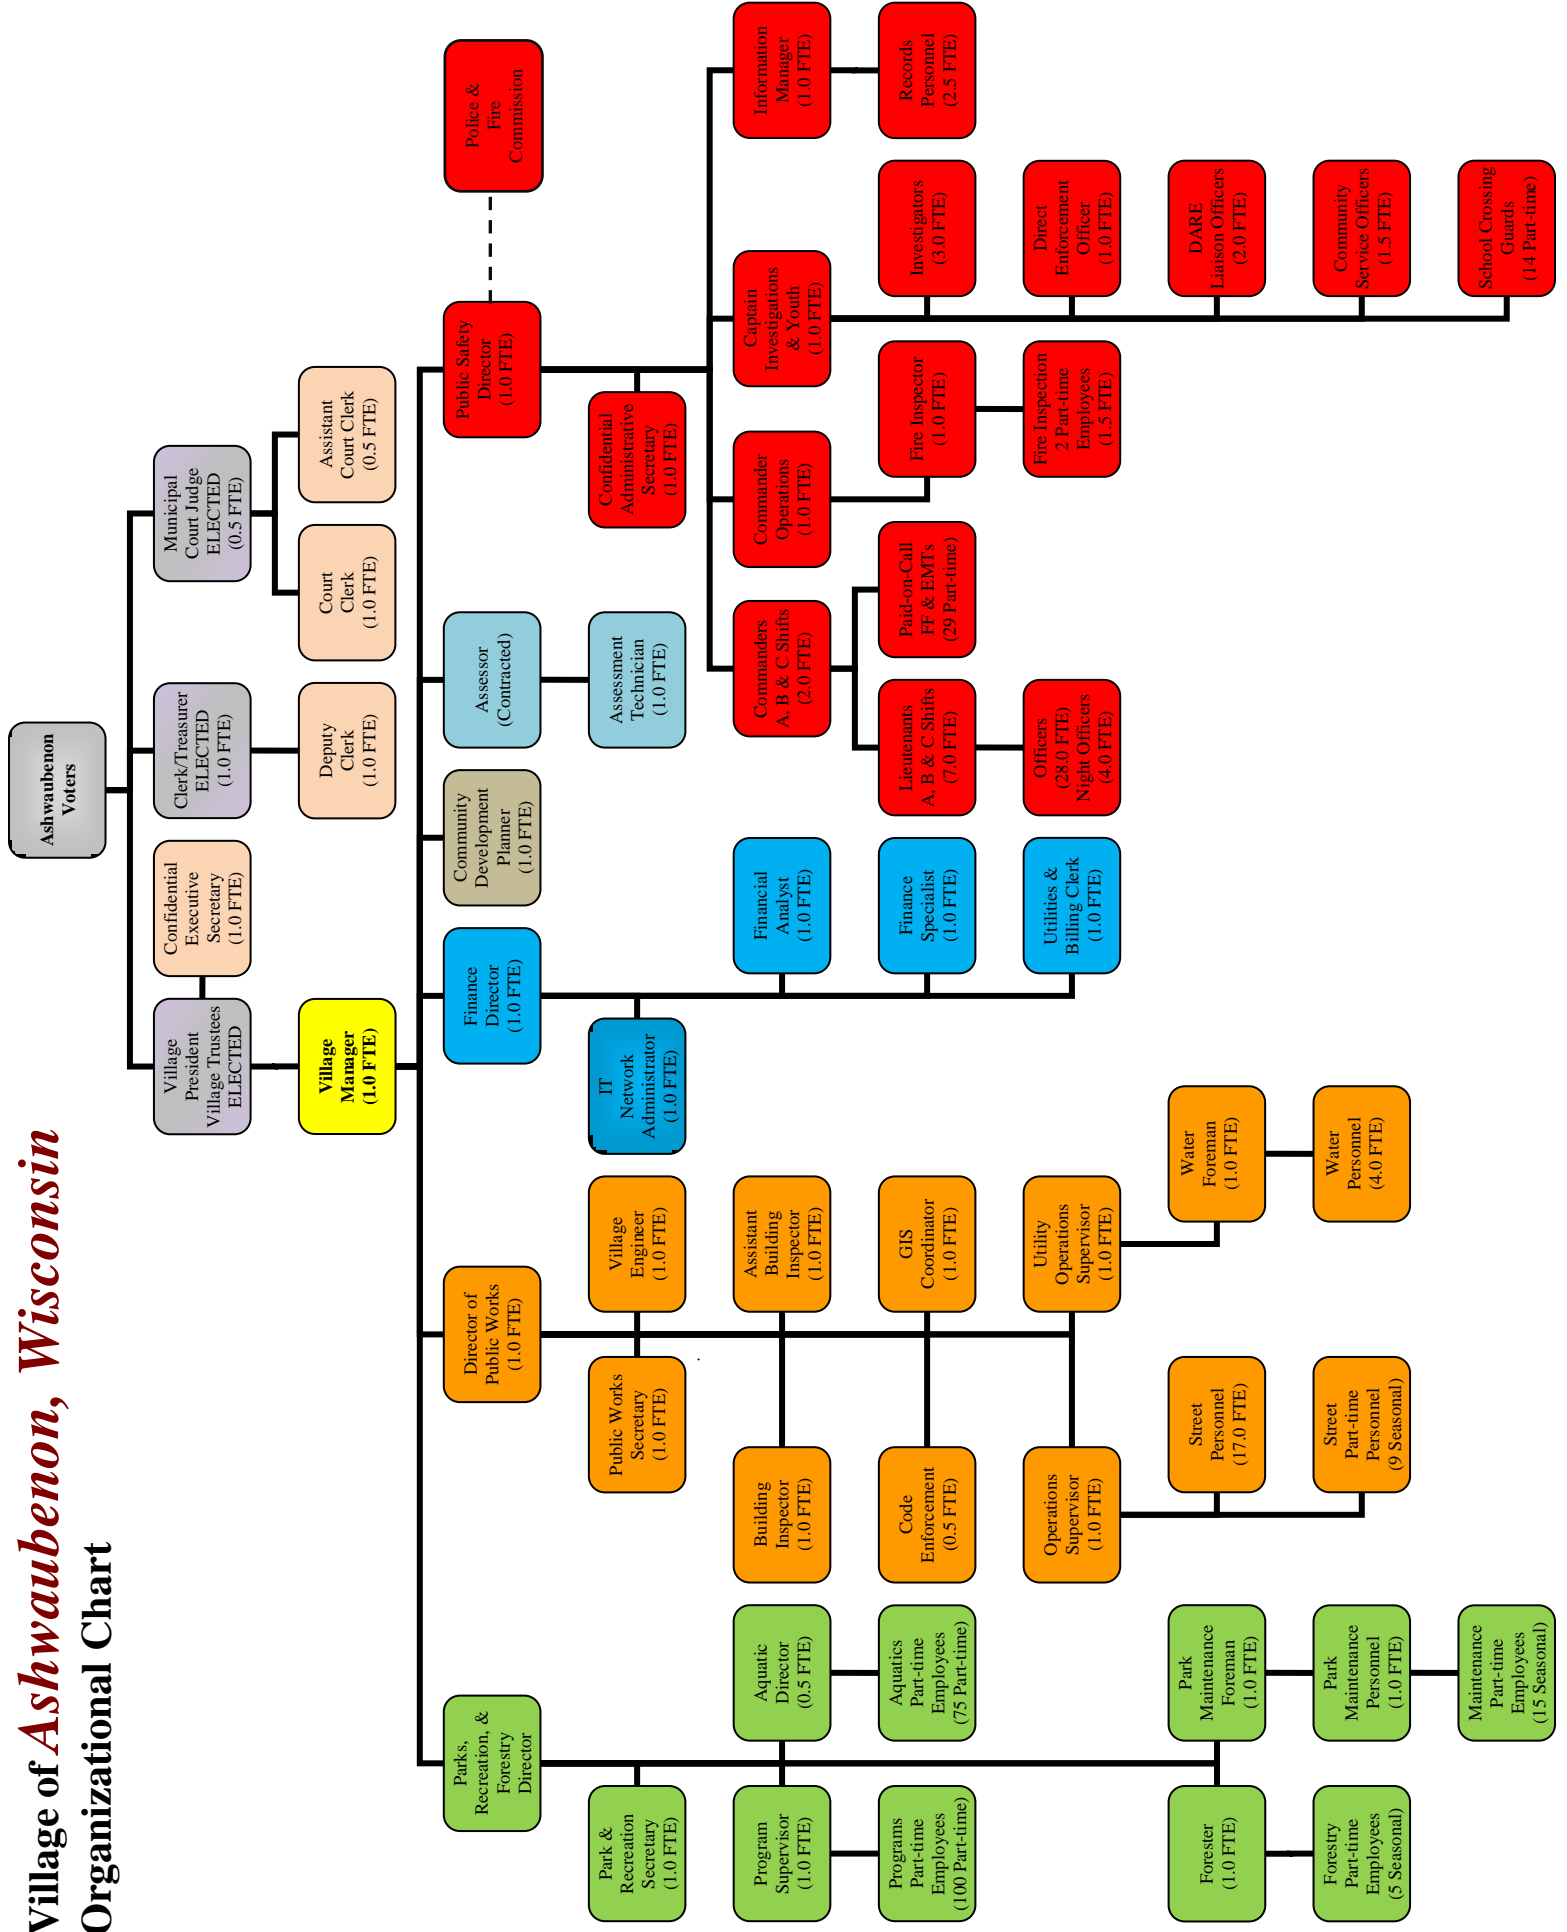 Village of Ashwaubenon, Wisconsin
Organizational Chart
Ashwaubenon
Voters
Village
President
Village Trustees
ELECTED
Confidential
Executive
Secretary
(1.0 FTE)
Clerk/Treasurer
ELECTED
(1.0 FTE)
Municipal
Court Judge
ELECTED
(0.5 FTE)
Village
Manager
(1.0 FTE)
Deputy
Clerk
(1.0 FTE)
Court
Clerk
(1.0 FTE)
Assistant
Court Clerk
(0.5 FTE)
Parks,
Recreation, &
Forestry
Director
Director of
Public Works
(1.0 FTE)
Finance
Director
(1.0 FTE)
Community
Development
Planner
(1.0 FTE)
Assessor
(Contracted)
Public Safety
Director
(1.0 FTE)
Police &
Fire
Commission
Park &
Recreation
Secretary
(1.0 FTE)
Public Works
Secretary
(1.0 FTE)
Village
Engineer
(1.0 FTE)
IT
Network
Administrator
(1.0 FTE)
Assessment
Technician
(1.0 FTE)
Confidential
Administrative
Secretary
(1.0 FTE)
Program
Supervisor
(1.0 FTE)
Aquatic
Director
(0.5 FTE)
Building
Inspector
(1.0 FTE)
Assistant
Building
Inspector
(1.0 FTE)
Financial
Analyst
(1.0 FTE)
Commanders
A, B & C Shifts
(2.0 FTE)
Commander
Operations
(1.0 FTE)
Captain
Investigations
& Youth
(1.0 FTE)
Information
Manager
(1.0 FTE)
Programs
Part-time
Employees
(100 Part-time)
Aquatics
Part-time
Employees
(75 Part-time)
Code
Enforcement
(0.5 FTE)
GIS
Coordinator
(1.0 FTE)
Finance
Specialist
(1.0 FTE)
Lieutenants
A, B & C Shifts
(7.0 FTE)
Paid-on-Call
FF & EMTs
(29 Part-time)
Fire Inspector
(1.0 FTE)
Investigators
(3.0 FTE)
Records
Personnel
(2.5 FTE)
Operations
Supervisor
(1.0 FTE)
Utility
Operations
Supervisor
(1.0 FTE)
Utilities &
Billing Clerk
(1.0 FTE)
Officers
(28.0 FTE)
Night Officers
(4.0 FTE)
Fire Inspection
2 Part-time
Employees
(1.5 FTE)
Direct
Enforcement
Officer
(1.0 FTE)
Forester
(1.0 FTE)
Park
Maintenance
Foreman
(1.0 FTE)
Street
Personnel
(17.0 FTE)
Water
Foreman
(1.0 FTE)
DARE
Liaison Officers
(2.0 FTE)
Forestry
Part-time
Employees
(5 Seasonal)
Park
Maintenance
Personnel
(1.0 FTE)
Street
Part-time
Personnel
(9 Seasonal)
Water
Personnel
(4.0 FTE)
Community
Service Officers
(1.5 FTE)
Maintenance
Part-time
Employees
(15 Seasonal)
School Crossing
Guards
(14 Part-time)